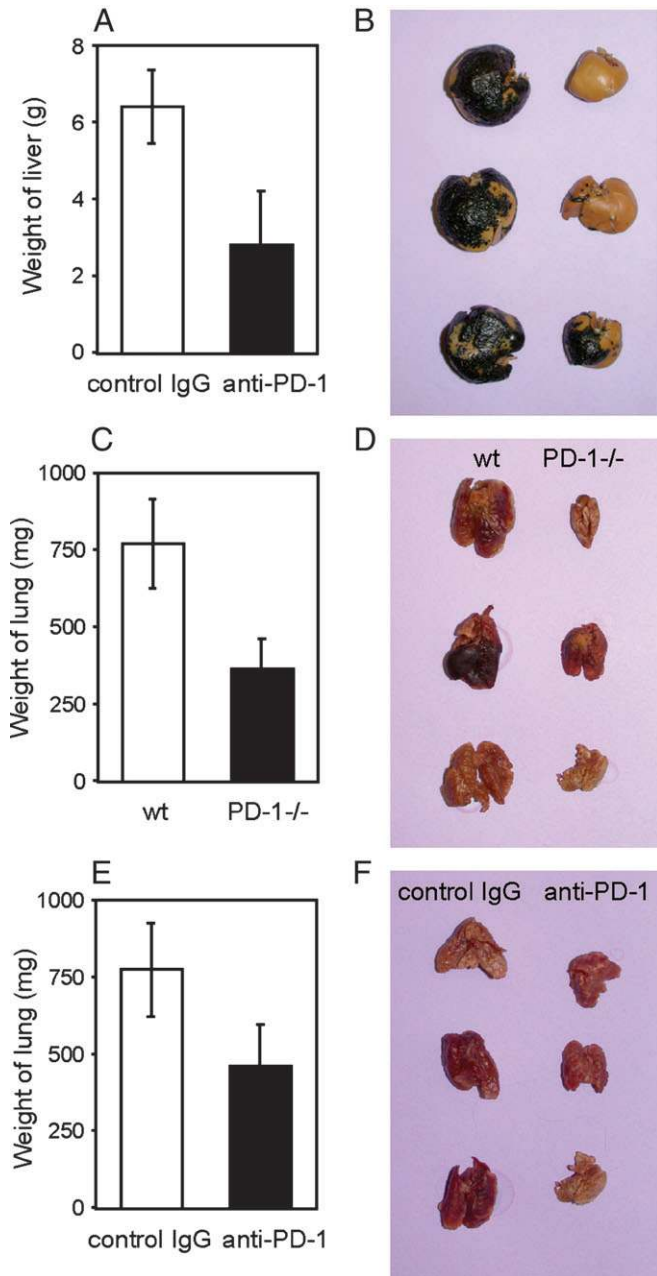 A
B
Weight of liver (g)
8
6
4
2
0
control IgG anti-PD-1
C
D
Weight of lung (mg)
1000
750
500
250
0
wt PD-1-/-
wt PD-1-/-
E
F
Weight of lung (mg)
1000
750
500
250
0
control IgG anti-PD-1
control IgG anti-PD-1